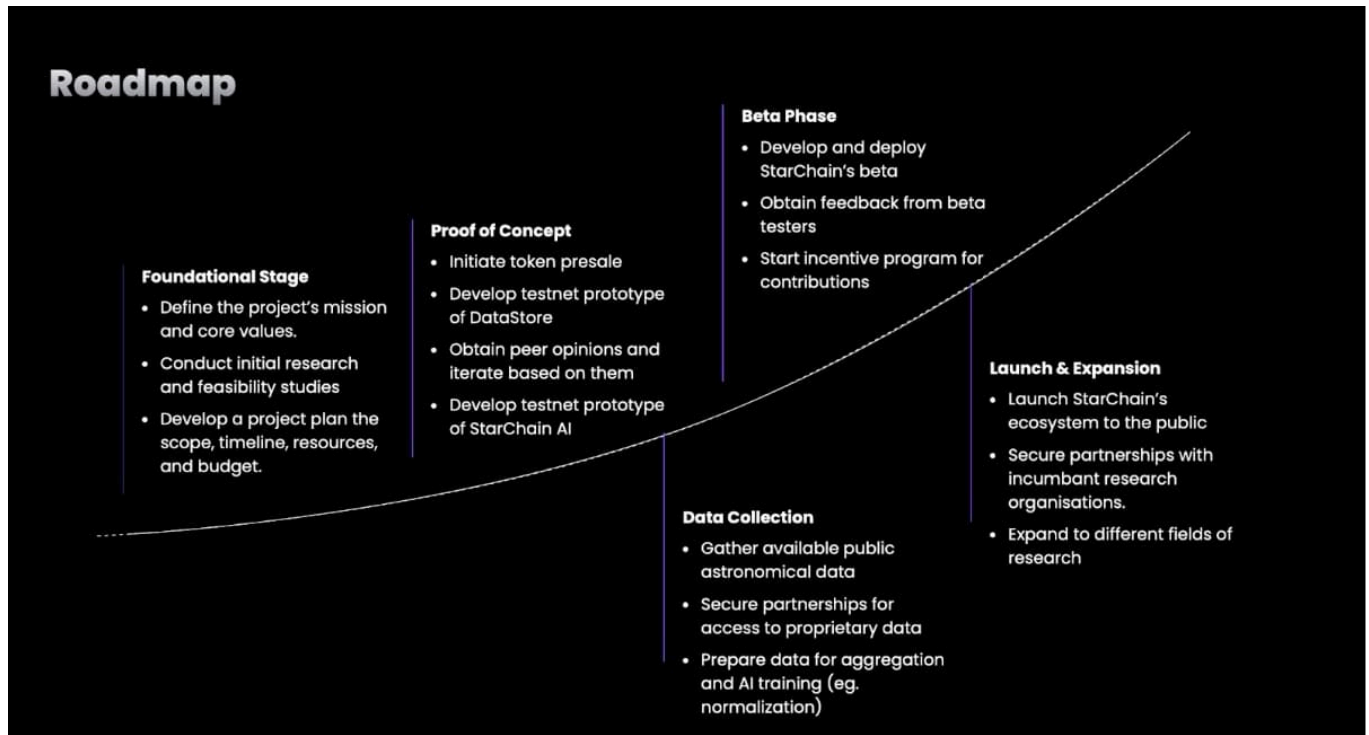 Roadmap
Foundational Stage
• Define the project's mission
and core values.
• Conduct initial research
and feasibility studies
• Develop a project plan the
scope, timeline, resources,
and budget.
Proof of Concept
• Initiate token presale
• Develop testnet prototype
of DataStore
• Obtain peer opinions and
iterate based on them
• Develop testnet prototype
of StarChain AI
Data Collection
• Gather available public
astronomical data
• Secure partnerships for
access to proprietary data
• Prepare data for aggregation
and AI training (eg.
normalization)
Beta Phase
• Develop and deploy
StarChain's beta
• Obtain feedback from beta
testers
• Start incentive program for
contributions
Launch & Expansion
• Launch StarChain's
ecosystem to the public
• Secure partnerships with
incumbant research
organisations.
• Expand to different fields of
research